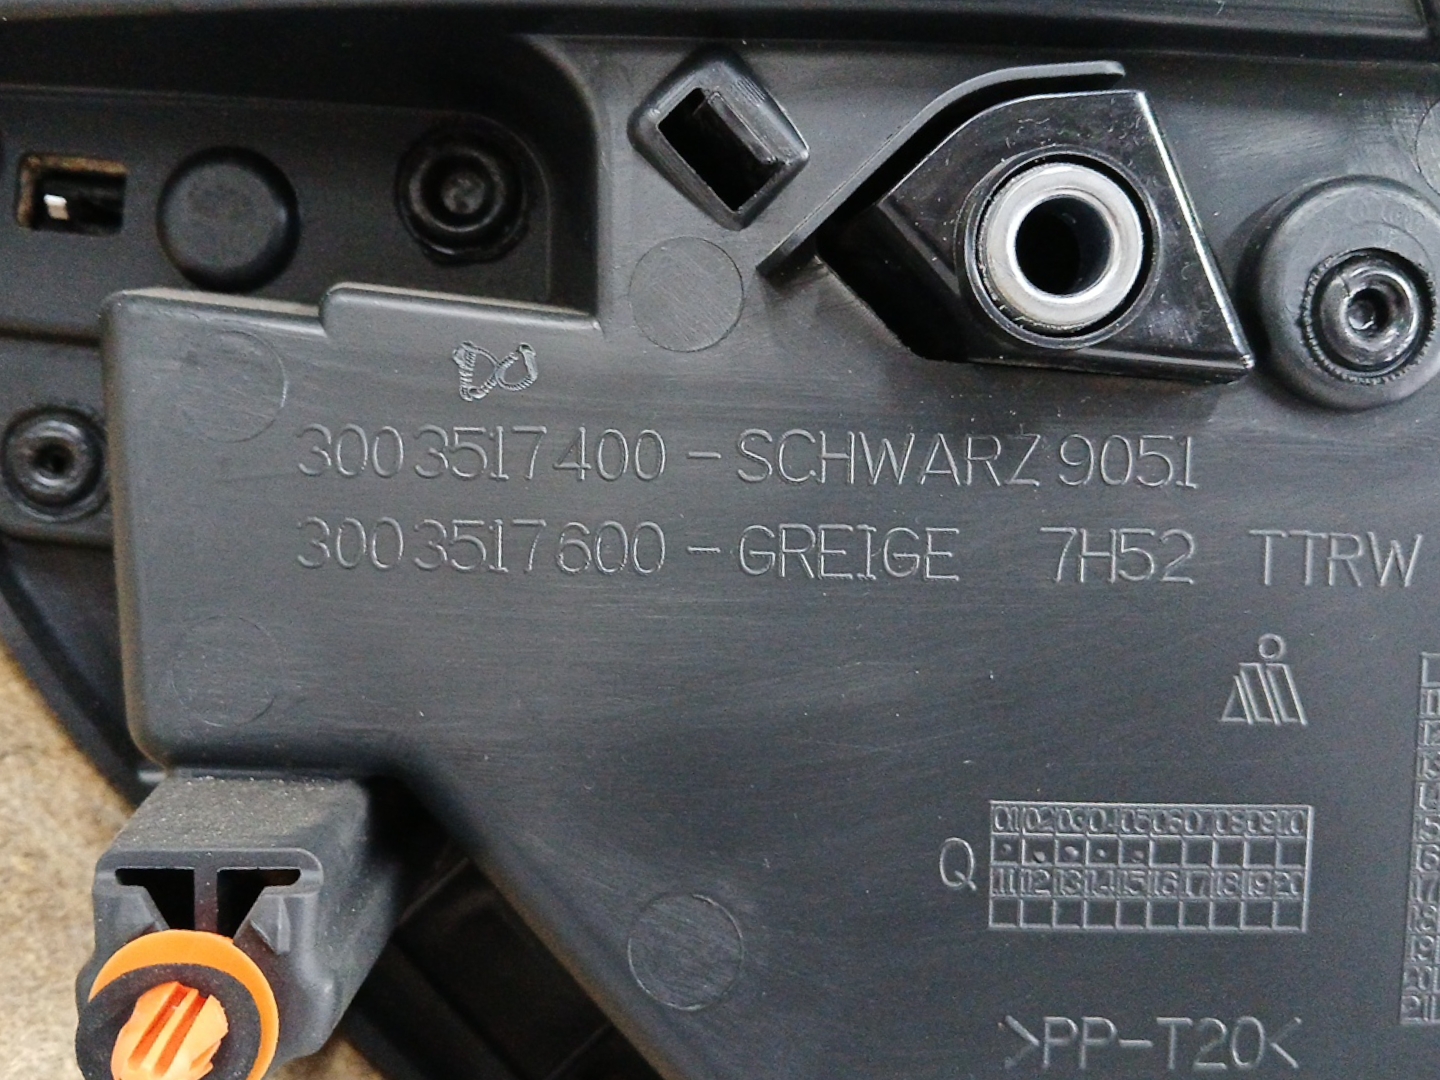 3003517400-SCHWARZ 9051
3003517600-GREIGE 7H52 TTRW
01 02 03 04 05 06 07 08 09 10
Q
11 12 13 14 15 16 17 18 19 20
>PP-T20<